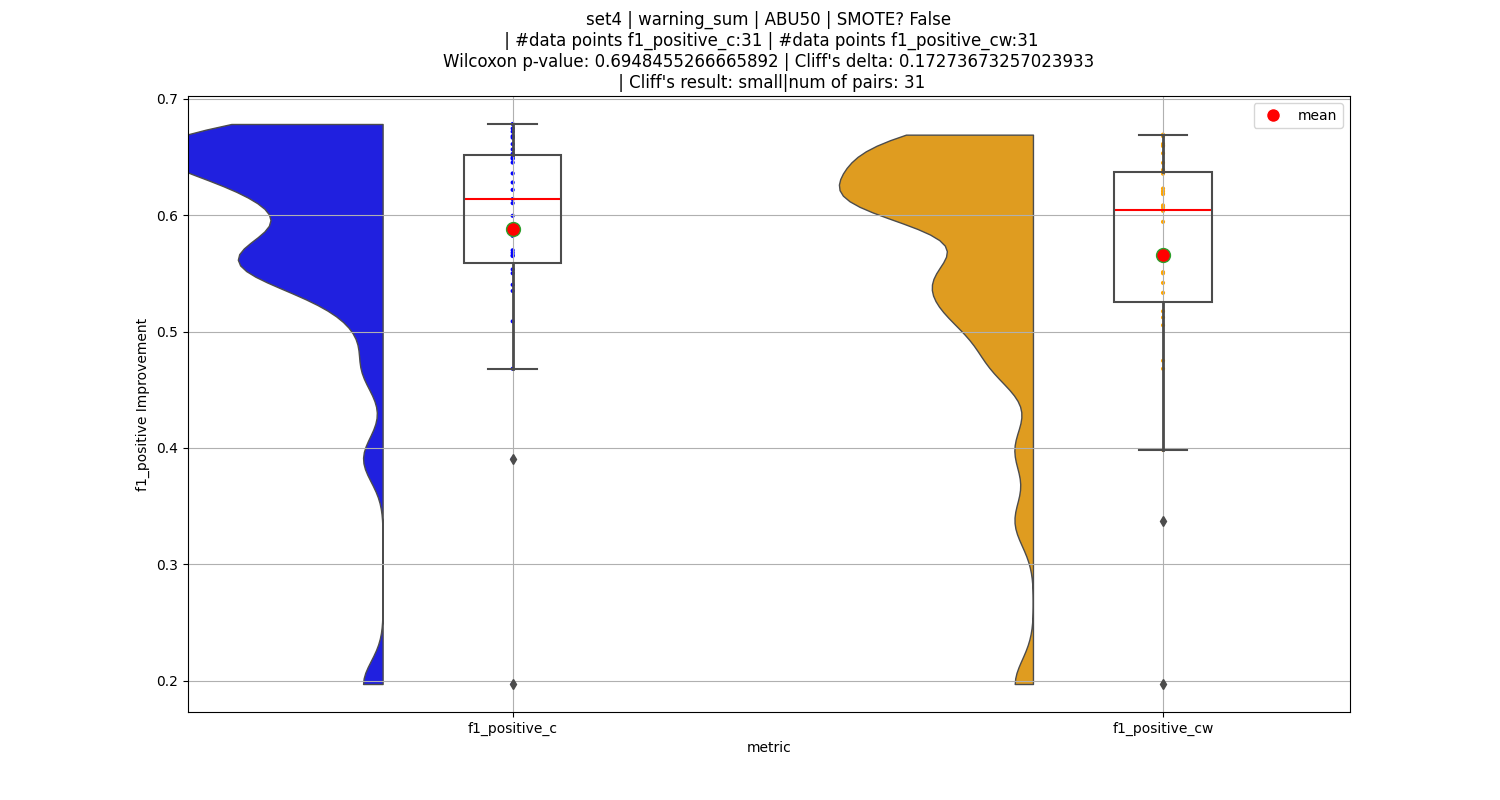 set4 | warning_sum | ABU50 | SMOTE? False
| #data points f1_positive_c:31 | #data points f1_positive_cw:31
Wilcoxon p-value: 0.6948455266665892 | Cliff's delta: 0.17273673257023933
| Cliff's result: small|num of pairs: 31
mean
0.7
0.6
0.5
0.4
0.3
0.2
f1_positive Improvement
f1_positive_c
f1_positive_cw
metric